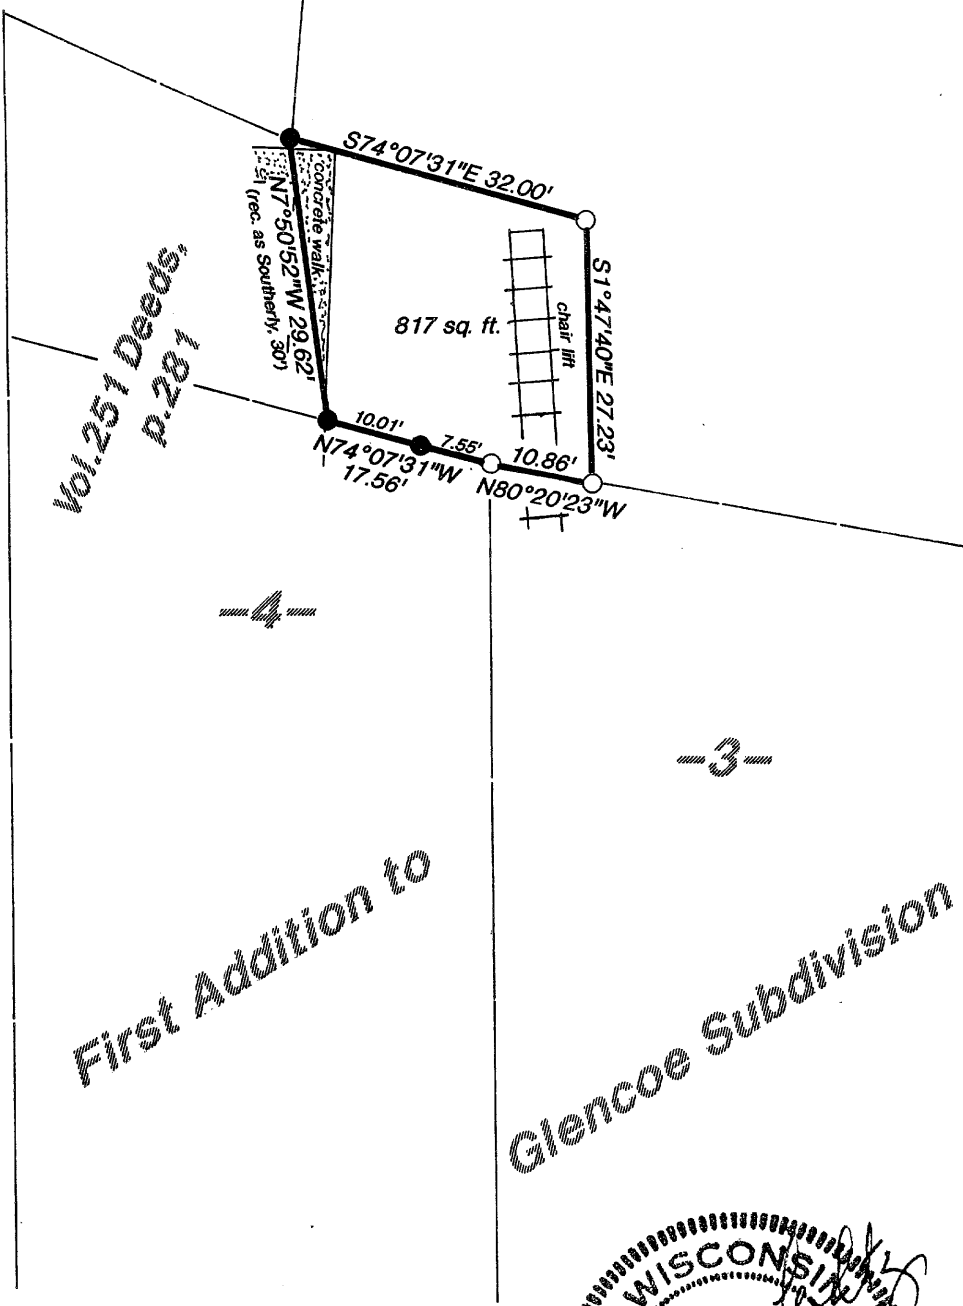 S74°07'31"E 32.00'
concrete walk
N7°50'52"W 29.62'
(rec. as Southerly, 30')
S1°47'40"E 27.23'
chair lift
817 sq. ft.
Vol.251 Deeds,
p.281
10.01'
7.55'
10.86'
N74°07'31"W
17.56'
N80°20'23"W
-4-
-3-
First Addition to
Glencoe Subdivision
WISCONSIN